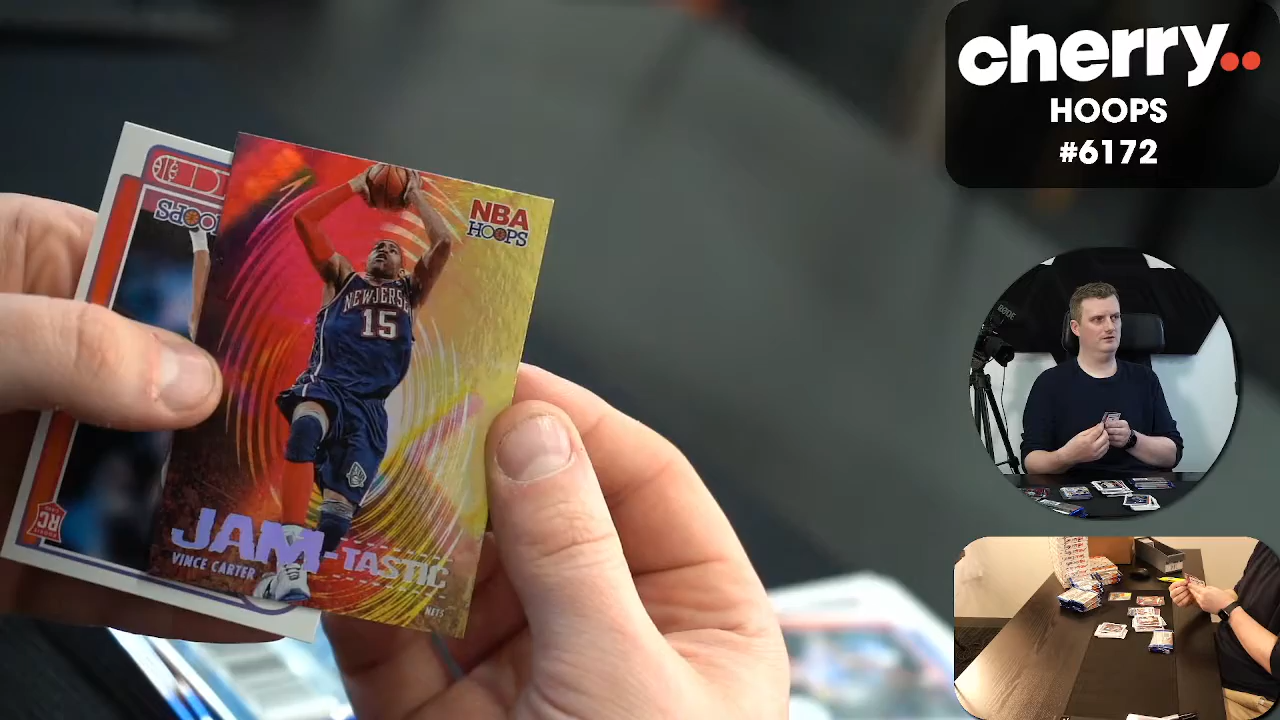 cherry..
HOOPS
#6172
NBA
HOOPS
NEW JERSEY
15
JAM-TASTIC
VINCE CARTER
NETS
HOOPS
RC